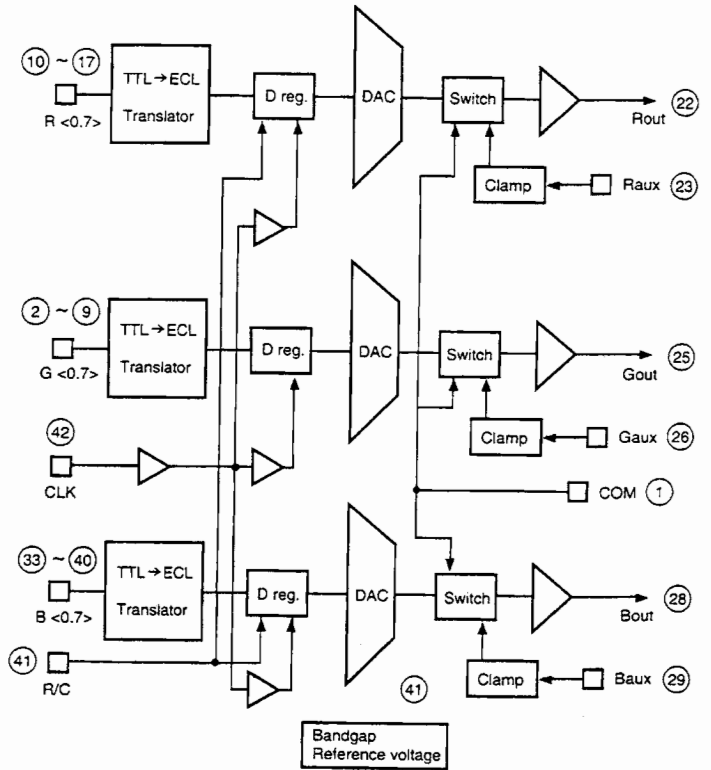 10 ~ 17
TTL→ECL
Translator
R <0.7>
D reg.
DAC
Switch
Rout
22
Clamp
Raux
23
2 ~ 9
TTL→ECL
Translator
G <0.7>
D reg.
DAC
Switch
Gout
25
Clamp
Gaux
26
42
CLK
COM
1
33 ~ 40
TTL→ECL
Translator
B <0.7>
D reg.
DAC
Switch
Bout
28
41
R/C
Clamp
Baux
29
41
Bandgap
Reference voltage